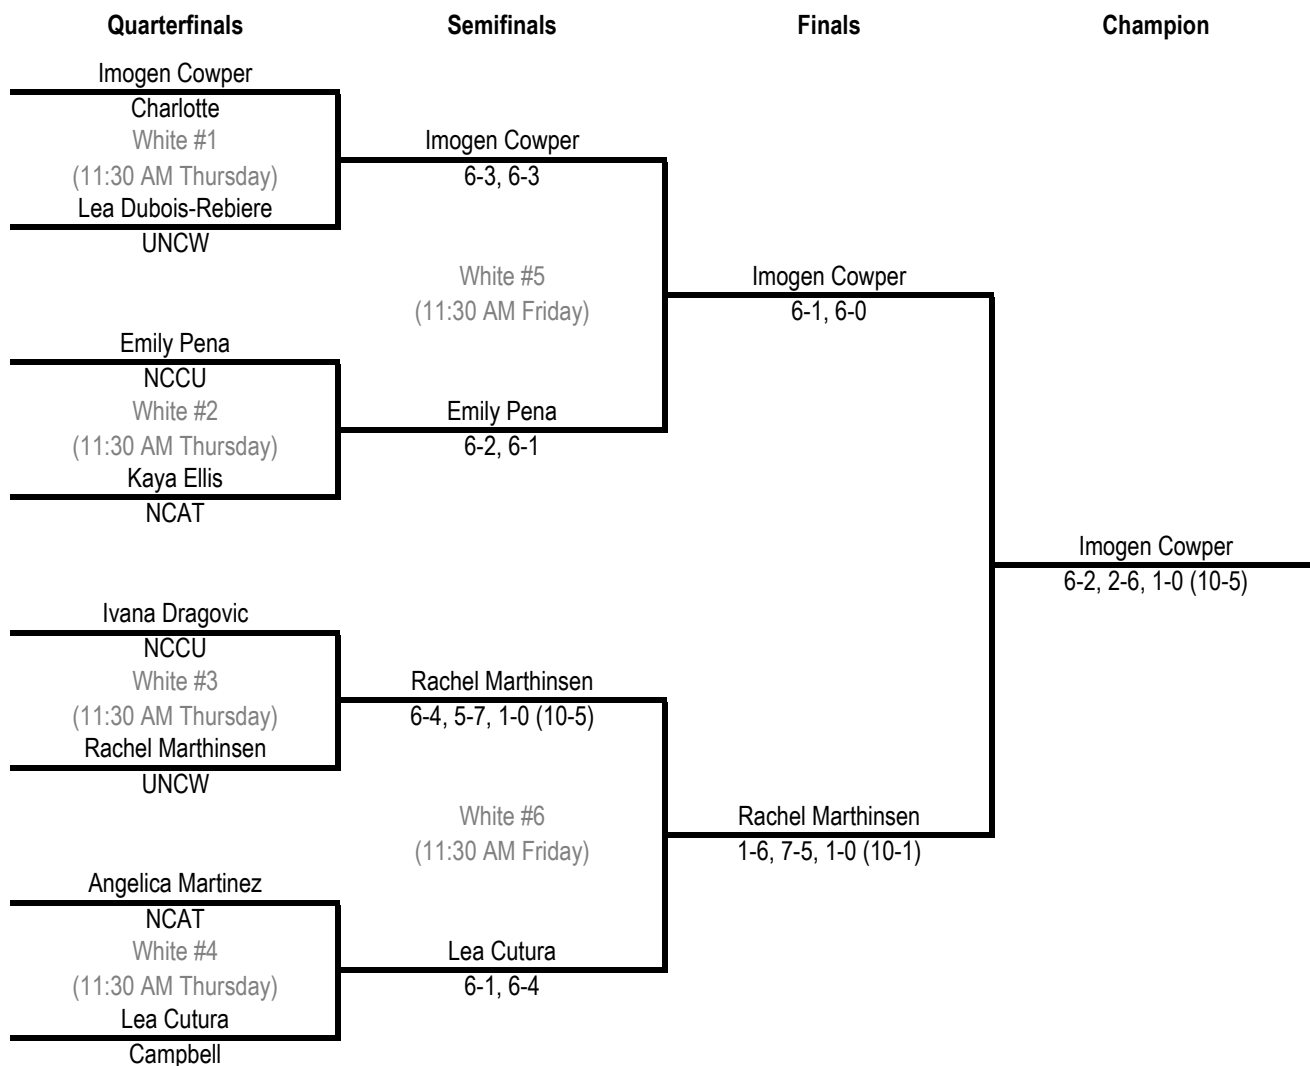 Quarterfinals Semifinals Finals Champion
Imogen Cowper
Charlotte
White #1
(11:30 AM Thursday)
Lea Dubois-Rebiere
UNCW
Imogen Cowper
6-3, 6-3
White #5
(11:30 AM Friday)
Imogen Cowper
6-1, 6-0
Emily Pena
NCCU
White #2
(11:30 AM Thursday)
Kaya Ellis
NCAT
Emily Pena
6-2, 6-1
Imogen Cowper
6-2, 2-6, 1-0 (10-5)
Ivana Dragovic
NCCU
White #3
(11:30 AM Thursday)
Rachel Marthinsen
UNCW
Rachel Marthinsen
6-4, 5-7, 1-0 (10-5)
White #6
(11:30 AM Friday)
Rachel Marthinsen
1-6, 7-5, 1-0 (10-1)
Angelica Martinez
NCAT
White #4
(11:30 AM Thursday)
Lea Cutura
Campbell
Lea Cutura
6-1, 6-4